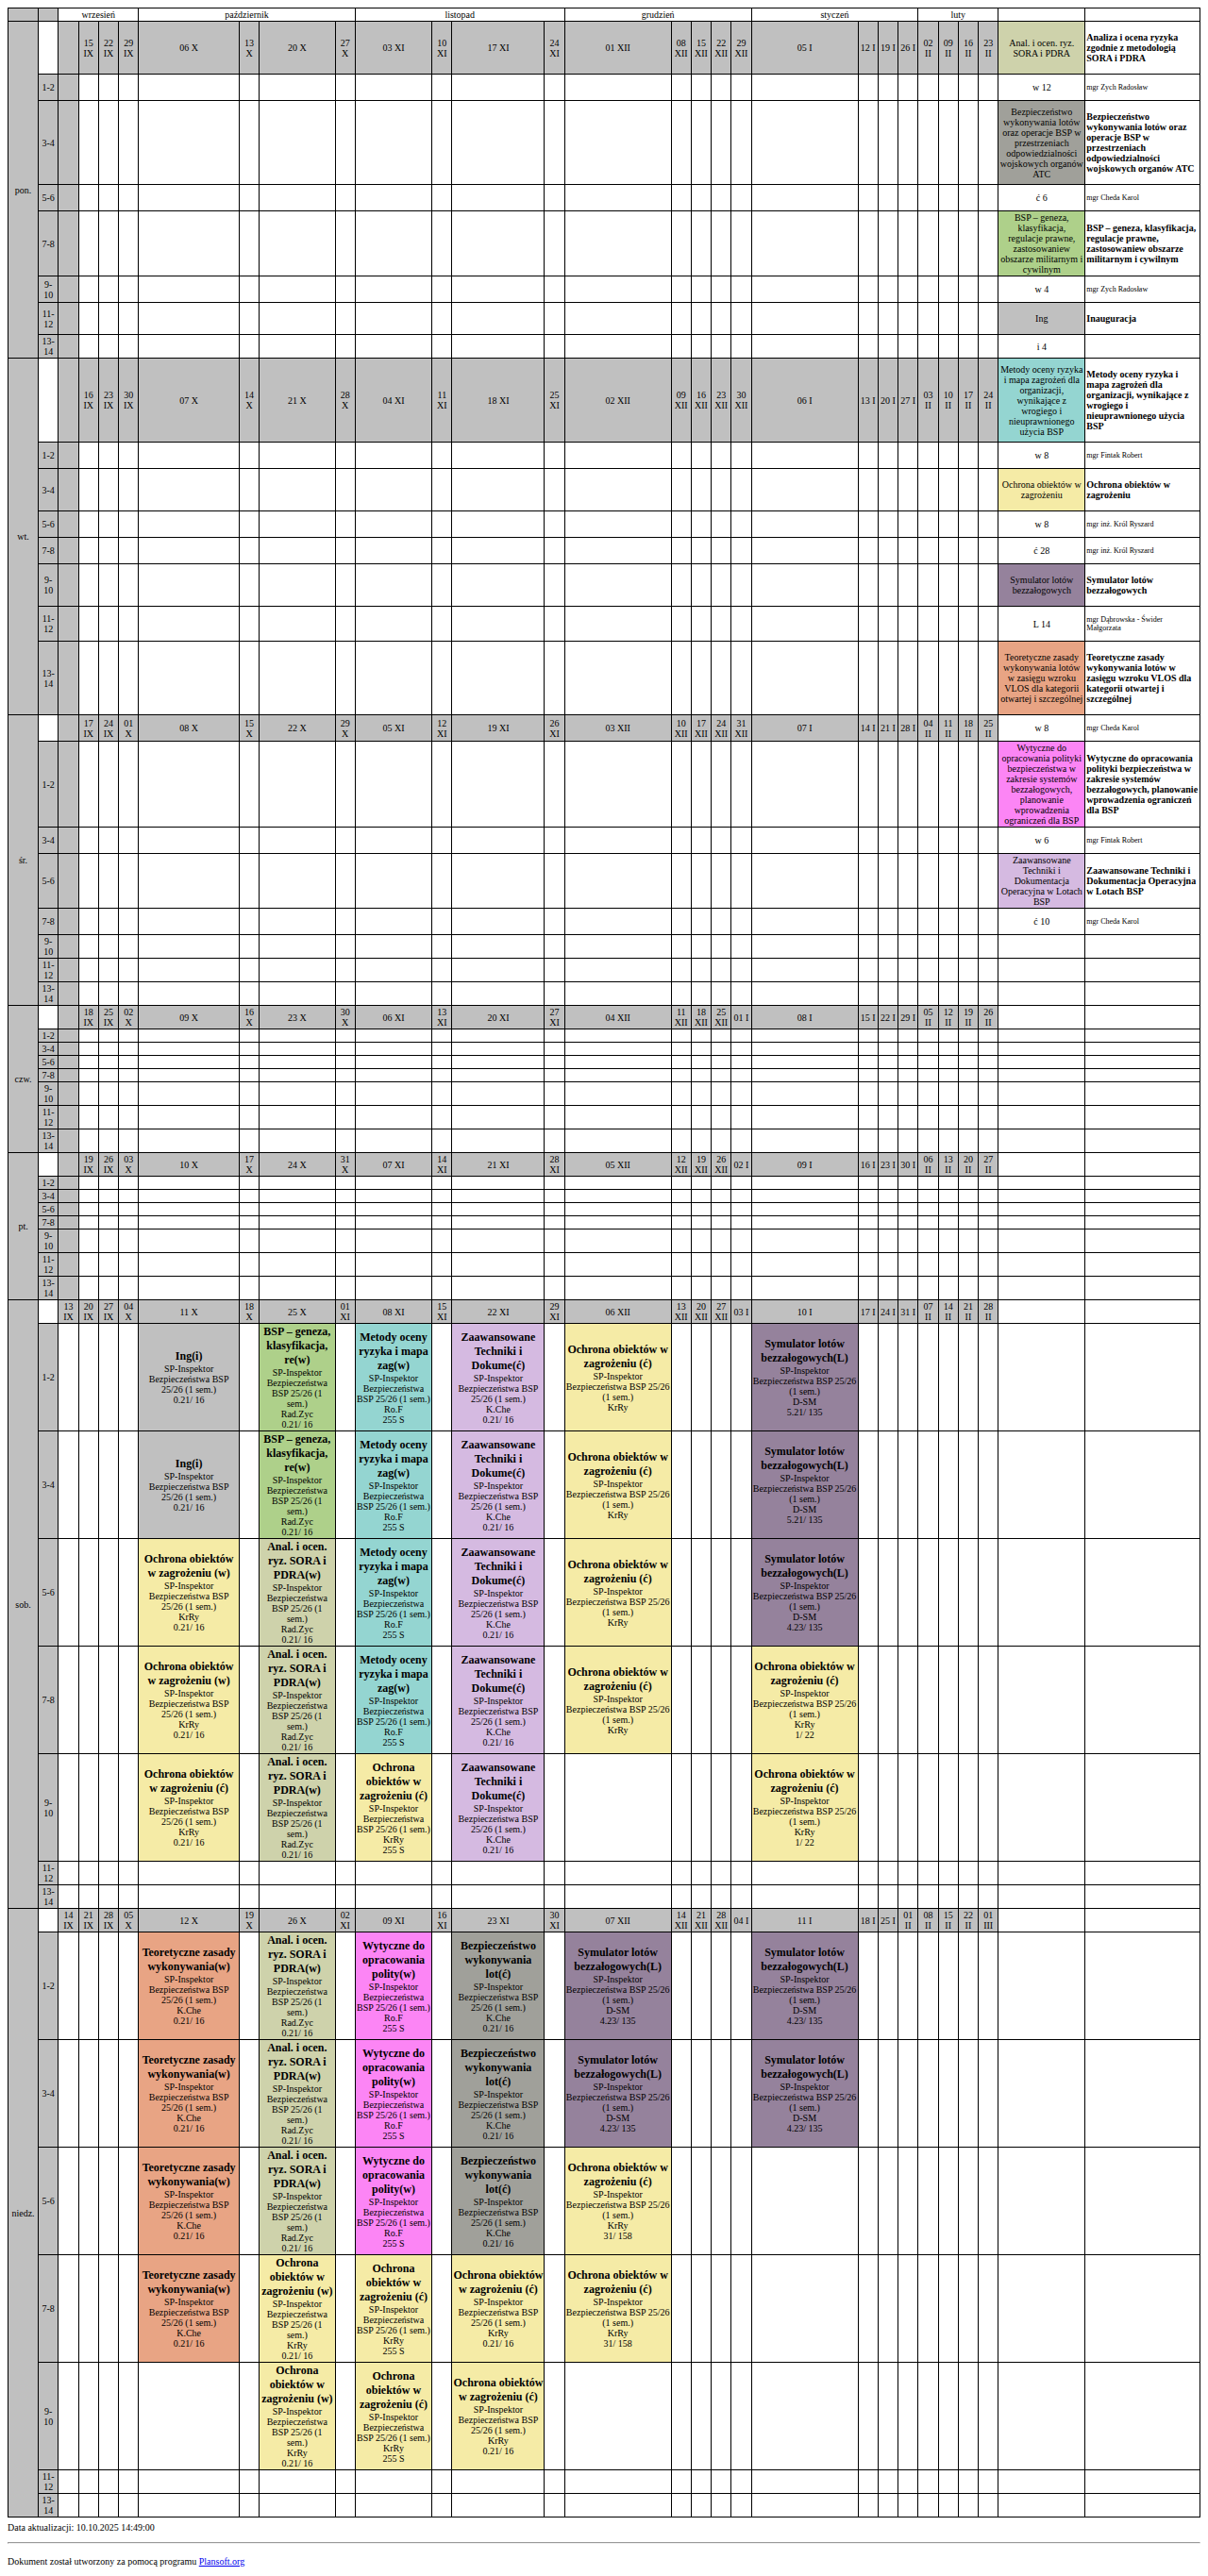 wrzesień październik listopad grudzień styczeń luty
pon.
15 IX 22 IX 29 IX 06 X 13 X 20 X 27 X 03 XI 10 XI 17 XI 24 XI 01 XII 08 XII 15 XII 22 XII 29 XII 05 I 12 I 19 I 26 I 02 II 09 II 16 II 23 II Anal. i ocen. ryz. SORA i PDRA Analiza i ocena ryzyka zgodnie z metodologią SORA i PDRA
1-2 w 12 mgr Zych Radosław
3-4 Bezpieczeństwo wykonywania lotów oraz operacje BSP w przestrzeniach odpowiedzialności wojskowych organów ATC Bezpieczeństwo wykonywania lotów oraz operacje BSP w przestrzeniach odpowiedzialności wojskowych organów ATC
5-6 ć 6 mgr Cheda Karol
7-8 BSP – geneza, klasyfikacja, regulacje prawne, zastosowaniew obszarze militarnym i cywilnym BSP – geneza, klasyfikacja, regulacje prawne, zastosowaniew obszarze militarnym i cywilnym
9-10 w 4 mgr Zych Radosław
11-12 Ing Inauguracja
13-14 i 4
wt.
16 IX 23 IX 30 IX 07 X 14 X 21 X 28 X 04 XI 11 XI 18 XI 25 XI 02 XII 09 XII 16 XII 23 XII 30 XII 06 I 13 I 20 I 27 I 03 II 10 II 17 II 24 II Metody oceny ryzyka i mapa zagrożeń dla organizacji, wynikające z wrogiego i nieuprawnionego użycia BSP Metody oceny ryzyka i mapa zagrożeń dla organizacji, wynikające z wrogiego i nieuprawnionego użycia BSP
1-2 w 8 mgr Fintak Robert
3-4 Ochrona obiektów w zagrożeniu Ochrona obiektów w zagrożeniu
5-6 w 8 mgr inż. Król Ryszard
7-8 ć 28 mgr inż. Król Ryszard
9-10 Symulator lotów bezzałogowych Symulator lotów bezzałogowych
11-12 L 14 mgr Dąbrowska - Świder Małgorzata
13-14 Teoretyczne zasady wykonywania lotów w zasięgu wzroku VLOS dla kategorii otwartej i szczególnej Teoretyczne zasady wykonywania lotów w zasięgu wzroku VLOS dla kategorii otwartej i szczególnej
śr.
17 IX 24 IX 01 X 08 X 15 X 22 X 29 X 05 XI 12 XI 19 XI 26 XI 03 XII 10 XII 17 XII 24 XII 31 XII 07 I 14 I 21 I 28 I 04 II 11 II 18 II 25 II w 8 mgr Cheda Karol
1-2 Wytyczne do opracowania polityki bezpieczeństwa w zakresie systemów bezzałogowych, planowanie wprowadzenia ograniczeń dla BSP Wytyczne do opracowania polityki bezpieczeństwa w zakresie systemów bezzałogowych, planowanie wprowadzenia ograniczeń dla BSP
3-4 w 6 mgr Fintak Robert
5-6 Zaawansowane Techniki i Dokumentacja Operacyjna w Lotach BSP Zaawansowane Techniki i Dokumentacja Operacyjna w Lotach BSP
7-8 ć 10 mgr Cheda Karol
9-10
11-12
13-14
czw.
18 IX 25 IX 02 X 09 X 16 X 23 X 30 X 06 XI 13 XI 20 XI 27 XI 04 XII 11 XII 18 XII 25 XII 01 I 08 I 15 I 22 I 29 I 05 II 12 II 19 II 26 II
1-2
3-4
5-6
7-8
9-10
11-12
13-14
pt.
19 IX 26 IX 03 X 10 X 17 X 24 X 31 X 07 XI 14 XI 21 XI 28 XI 05 XII 12 XII 19 XII 26 XII 02 I 09 I 16 I 23 I 30 I 06 II 13 II 20 II 27 II
1-2
3-4
5-6
7-8
9-10
11-12
13-14
sob.
13 IX 20 IX 27 IX 04 X 11 X 18 X 25 X 01 XI 08 XI 15 XI 22 XI 29 XI 06 XII 13 XII 20 XII 27 XII 03 I 10 I 17 I 24 I 31 I 07 II 14 II 21 II 28 II
1-2
Ing(i) SP-Inspektor Bezpieczeństwa BSP 25/26 (1 sem.) 0.21/ 16
BSP – geneza, klasyfikacja, re(w) SP-Inspektor Bezpieczeństwa BSP 25/26 (1 sem.) Rad.Zyc 0.21/ 16
Metody oceny ryzyka i mapa zag(w) SP-Inspektor Bezpieczeństwa BSP 25/26 (1 sem.) Ro.F 255 S
Zaawansowane Techniki i Dokume(ć) SP-Inspektor Bezpieczeństwa BSP 25/26 (1 sem.) K.Che 0.21/ 16
Ochrona obiektów w zagrożeniu (ć) SP-Inspektor Bezpieczeństwa BSP 25/26 (1 sem.) KrRy
Symulator lotów bezzałogowych(L) SP-Inspektor Bezpieczeństwa BSP 25/26 (1 sem.) D-SM 5.21/ 135
3-4
Ing(i) SP-Inspektor Bezpieczeństwa BSP 25/26 (1 sem.) 0.21/ 16
BSP – geneza, klasyfikacja, re(w) SP-Inspektor Bezpieczeństwa BSP 25/26 (1 sem.) Rad.Zyc 0.21/ 16
Metody oceny ryzyka i mapa zag(w) SP-Inspektor Bezpieczeństwa BSP 25/26 (1 sem.) Ro.F 255 S
Zaawansowane Techniki i Dokume(ć) SP-Inspektor Bezpieczeństwa BSP 25/26 (1 sem.) K.Che 0.21/ 16
Ochrona obiektów w zagrożeniu (ć) SP-Inspektor Bezpieczeństwa BSP 25/26 (1 sem.) KrRy
Symulator lotów bezzałogowych(L) SP-Inspektor Bezpieczeństwa BSP 25/26 (1 sem.) D-SM 5.21/ 135
5-6
Ochrona obiektów w zagrożeniu (w) SP-Inspektor Bezpieczeństwa BSP 25/26 (1 sem.) KrRy 0.21/ 16
Anal. i ocen. ryz. SORA i PDRA(w) SP-Inspektor Bezpieczeństwa BSP 25/26 (1 sem.) Rad.Zyc 0.21/ 16
Metody oceny ryzyka i mapa zag(w) SP-Inspektor Bezpieczeństwa BSP 25/26 (1 sem.) Ro.F 255 S
Zaawansowane Techniki i Dokume(ć) SP-Inspektor Bezpieczeństwa BSP 25/26 (1 sem.) K.Che 0.21/ 16
Ochrona obiektów w zagrożeniu (ć) SP-Inspektor Bezpieczeństwa BSP 25/26 (1 sem.) KrRy
Symulator lotów bezzałogowych(L) SP-Inspektor Bezpieczeństwa BSP 25/26 (1 sem.) D-SM 4.23/ 135
7-8
Ochrona obiektów w zagrożeniu (w) SP-Inspektor Bezpieczeństwa BSP 25/26 (1 sem.) KrRy 0.21/ 16
Anal. i ocen. ryz. SORA i PDRA(w) SP-Inspektor Bezpieczeństwa BSP 25/26 (1 sem.) Rad.Zyc 0.21/ 16
Metody oceny ryzyka i mapa zag(w) SP-Inspektor Bezpieczeństwa BSP 25/26 (1 sem.) Ro.F 255 S
Zaawansowane Techniki i Dokume(ć) SP-Inspektor Bezpieczeństwa BSP 25/26 (1 sem.) K.Che 0.21/ 16
Ochrona obiektów w zagrożeniu (ć) SP-Inspektor Bezpieczeństwa BSP 25/26 (1 sem.) KrRy
Ochrona obiektów w zagrożeniu (ć) SP-Inspektor Bezpieczeństwa BSP 25/26 (1 sem.) KrRy 1/ 22
9-10
Ochrona obiektów w zagrożeniu (ć) SP-Inspektor Bezpieczeństwa BSP 25/26 (1 sem.) KrRy 0.21/ 16
Anal. i ocen. ryz. SORA i PDRA(w) SP-Inspektor Bezpieczeństwa BSP 25/26 (1 sem.) Rad.Zyc 0.21/ 16
Ochrona obiektów w zagrożeniu (ć) SP-Inspektor Bezpieczeństwa BSP 25/26 (1 sem.) KrRy 255 S
Zaawansowane Techniki i Dokume(ć) SP-Inspektor Bezpieczeństwa BSP 25/26 (1 sem.) K.Che 0.21/ 16
Ochrona obiektów w zagrożeniu (ć) SP-Inspektor Bezpieczeństwa BSP 25/26 (1 sem.) KrRy 1/ 22
11-12
13-14
niedz.
14 IX 21 IX 28 IX 05 X 12 X 19 X 26 X 02 XI 09 XI 16 XI 23 XI 30 XI 07 XII 14 XII 21 XII 28 XII 04 I 11 I 18 I 25 I 01 II 08 II 15 II 22 II 01 III
1-2
Teoretyczne zasady wykonywania(w) SP-Inspektor Bezpieczeństwa BSP 25/26 (1 sem.) K.Che 0.21/ 16
Anal. i ocen. ryz. SORA i PDRA(w) SP-Inspektor Bezpieczeństwa BSP 25/26 (1 sem.) Rad.Zyc 0.21/ 16
Wytyczne do opracowania polity(w) SP-Inspektor Bezpieczeństwa BSP 25/26 (1 sem.) Ro.F 255 S
Bezpieczeństwo wykonywania lot(ć) SP-Inspektor Bezpieczeństwa BSP 25/26 (1 sem.) K.Che 0.21/ 16
Symulator lotów bezzałogowych(L) SP-Inspektor Bezpieczeństwa BSP 25/26 (1 sem.) D-SM 4.23/ 135
Symulator lotów bezzałogowych(L) SP-Inspektor Bezpieczeństwa BSP 25/26 (1 sem.) D-SM 4.23/ 135
3-4
Teoretyczne zasady wykonywania(w) SP-Inspektor Bezpieczeństwa BSP 25/26 (1 sem.) K.Che 0.21/ 16
Anal. i ocen. ryz. SORA i PDRA(w) SP-Inspektor Bezpieczeństwa BSP 25/26 (1 sem.) Rad.Zyc 0.21/ 16
Wytyczne do opracowania polity(w) SP-Inspektor Bezpieczeństwa BSP 25/26 (1 sem.) Ro.F 255 S
Bezpieczeństwo wykonywania lot(ć) SP-Inspektor Bezpieczeństwa BSP 25/26 (1 sem.) K.Che 0.21/ 16
Symulator lotów bezzałogowych(L) SP-Inspektor Bezpieczeństwa BSP 25/26 (1 sem.) D-SM 4.23/ 135
Symulator lotów bezzałogowych(L) SP-Inspektor Bezpieczeństwa BSP 25/26 (1 sem.) D-SM 4.23/ 135
5-6
Teoretyczne zasady wykonywania(w) SP-Inspektor Bezpieczeństwa BSP 25/26 (1 sem.) K.Che 0.21/ 16
Anal. i ocen. ryz. SORA i PDRA(w) SP-Inspektor Bezpieczeństwa BSP 25/26 (1 sem.) Rad.Zyc 0.21/ 16
Wytyczne do opracowania polity(w) SP-Inspektor Bezpieczeństwa BSP 25/26 (1 sem.) Ro.F 255 S
Bezpieczeństwo wykonywania lot(ć) SP-Inspektor Bezpieczeństwa BSP 25/26 (1 sem.) K.Che 0.21/ 16
Ochrona obiektów w zagrożeniu (ć) SP-Inspektor Bezpieczeństwa BSP 25/26 (1 sem.) KrRy 31/ 158
7-8
Teoretyczne zasady wykonywania(w) SP-Inspektor Bezpieczeństwa BSP 25/26 (1 sem.) K.Che 0.21/ 16
Ochrona obiektów w zagrożeniu (w) SP-Inspektor Bezpieczeństwa BSP 25/26 (1 sem.) KrRy 0.21/ 16
Ochrona obiektów w zagrożeniu (ć) SP-Inspektor Bezpieczeństwa BSP 25/26 (1 sem.) KrRy 255 S
Ochrona obiektów w zagrożeniu (ć) SP-Inspektor Bezpieczeństwa BSP 25/26 (1 sem.) KrRy 0.21/ 16
Ochrona obiektów w zagrożeniu (ć) SP-Inspektor Bezpieczeństwa BSP 25/26 (1 sem.) KrRy 31/ 158
9-10
Ochrona obiektów w zagrożeniu (w) SP-Inspektor Bezpieczeństwa BSP 25/26 (1 sem.) KrRy 0.21/ 16
Ochrona obiektów w zagrożeniu (ć) SP-Inspektor Bezpieczeństwa BSP 25/26 (1 sem.) KrRy 255 S
Ochrona obiektów w zagrożeniu (ć) SP-Inspektor Bezpieczeństwa BSP 25/26 (1 sem.) KrRy 0.21/ 16
11-12
13-14
Data aktualizacji: 10.10.2025 14:49:00
Dokument został utworzony za pomocą programu Plansoft.org